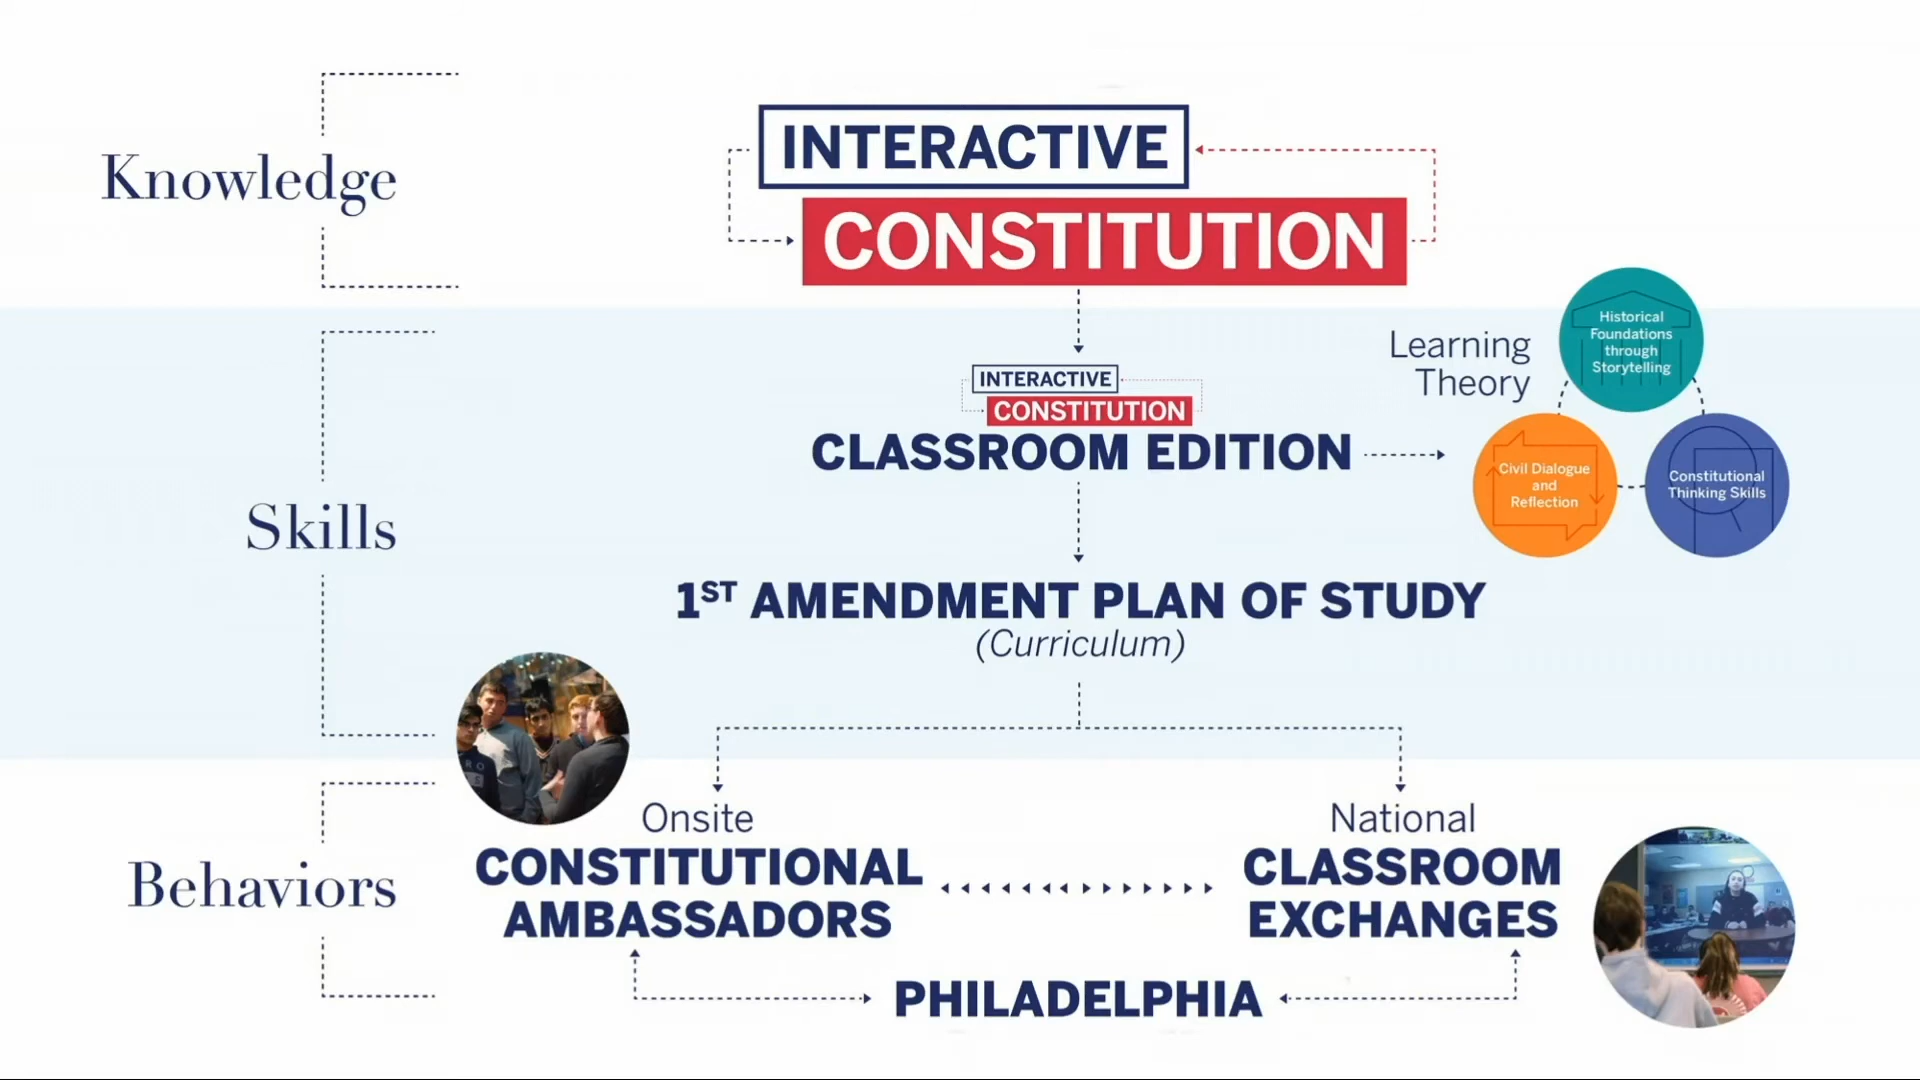 Knowledge
INTERACTIVE
CONSTITUTION
Skills
INTERACTIVE
CONSTITUTION
CLASSROOM EDITION
Learning
Theory
Historical
Foundations
through
Storytelling
Civil Dialogue
and
Reflection
Constitutional
Thinking Skills
1ST AMENDMENT PLAN OF STUDY
(Curriculum)
Behaviors
Onsite
CONSTITUTIONAL
AMBASSADORS
National
CLASSROOM
EXCHANGES
PHILADELPHIA